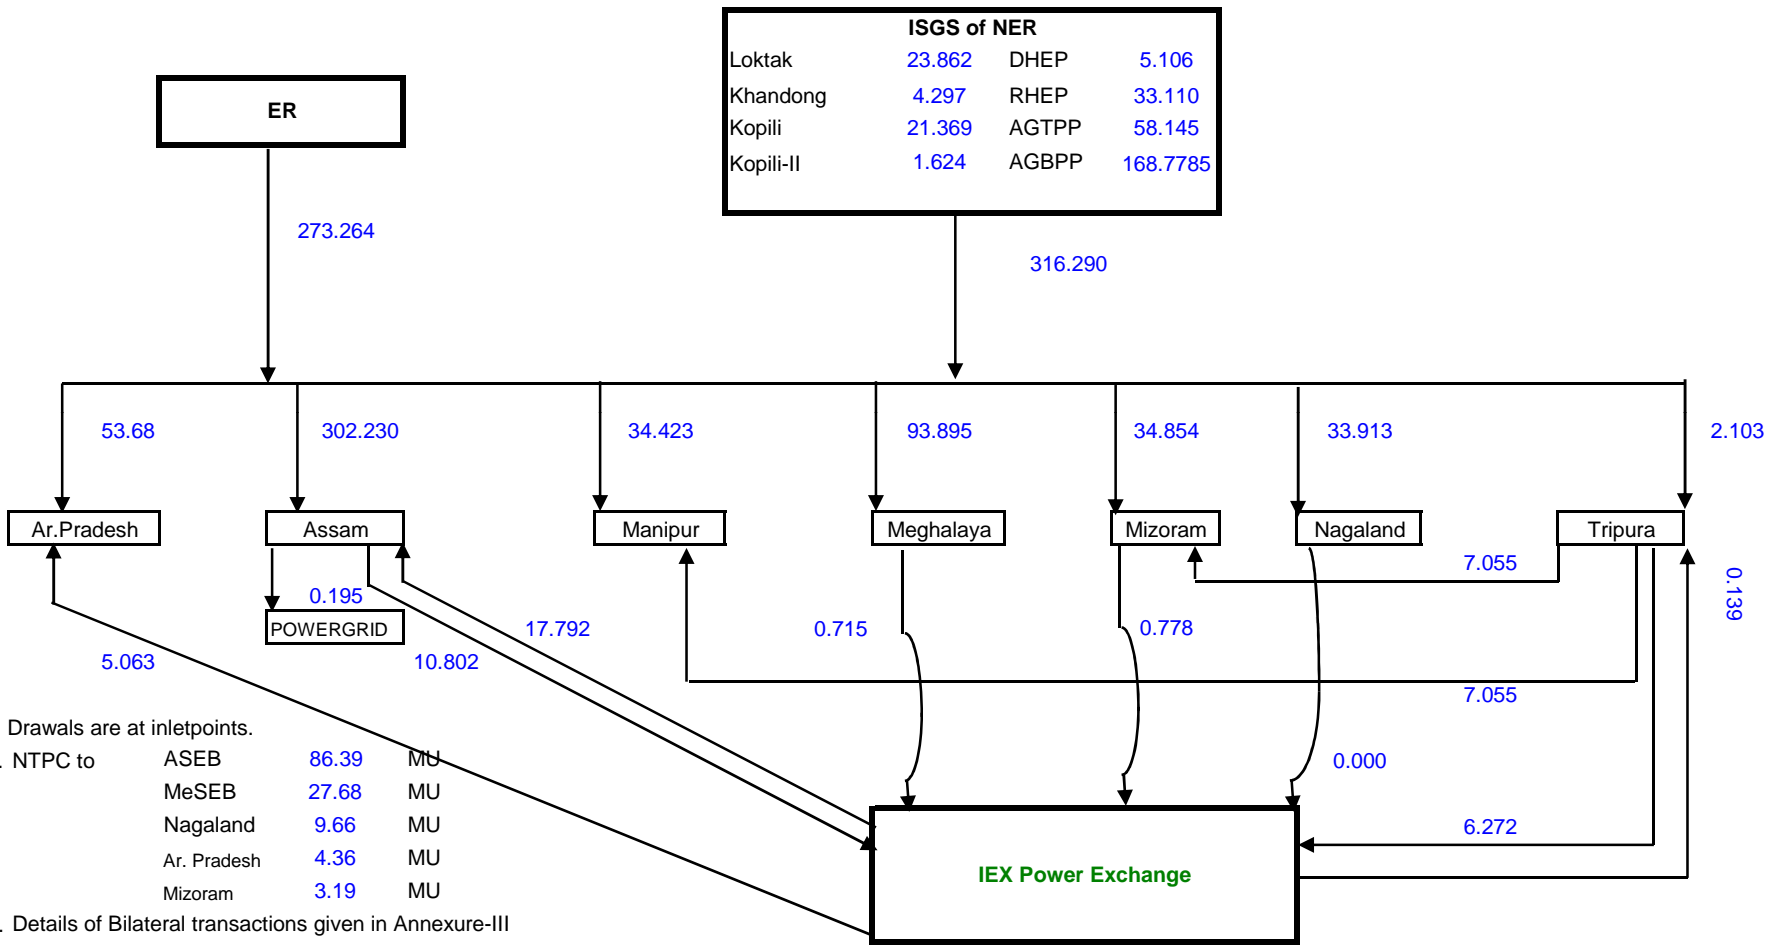 ISGS of NER
Loktak 23.862 DHEP 5.106
Khandong 4.297 RHEP 33.110
Kopili 21.369 AGTPP 58.145
Kopili-II 1.624 AGBPP 168.7785
ER
273.264
316.290
53.68 302.230 34.423 93.895 34.854 33.913 2.103
Ar.Pradesh Assam Manipur Meghalaya Mizoram Nagaland Tripura
7.055
0.139
0.195
POWERGRID
17.792 0.715 0.778
5.063 10.802
7.055
Drawals are at inletpoints.
. NTPC to ASEB 86.39 MU
0.000
MeSEB 27.68 MU
Nagaland 9.66 MU
6.272
Ar. Pradesh 4.36 MU
Mizoram 3.19 MU
IEX Power Exchange
. Details of Bilateral transactions given in Annexure-III